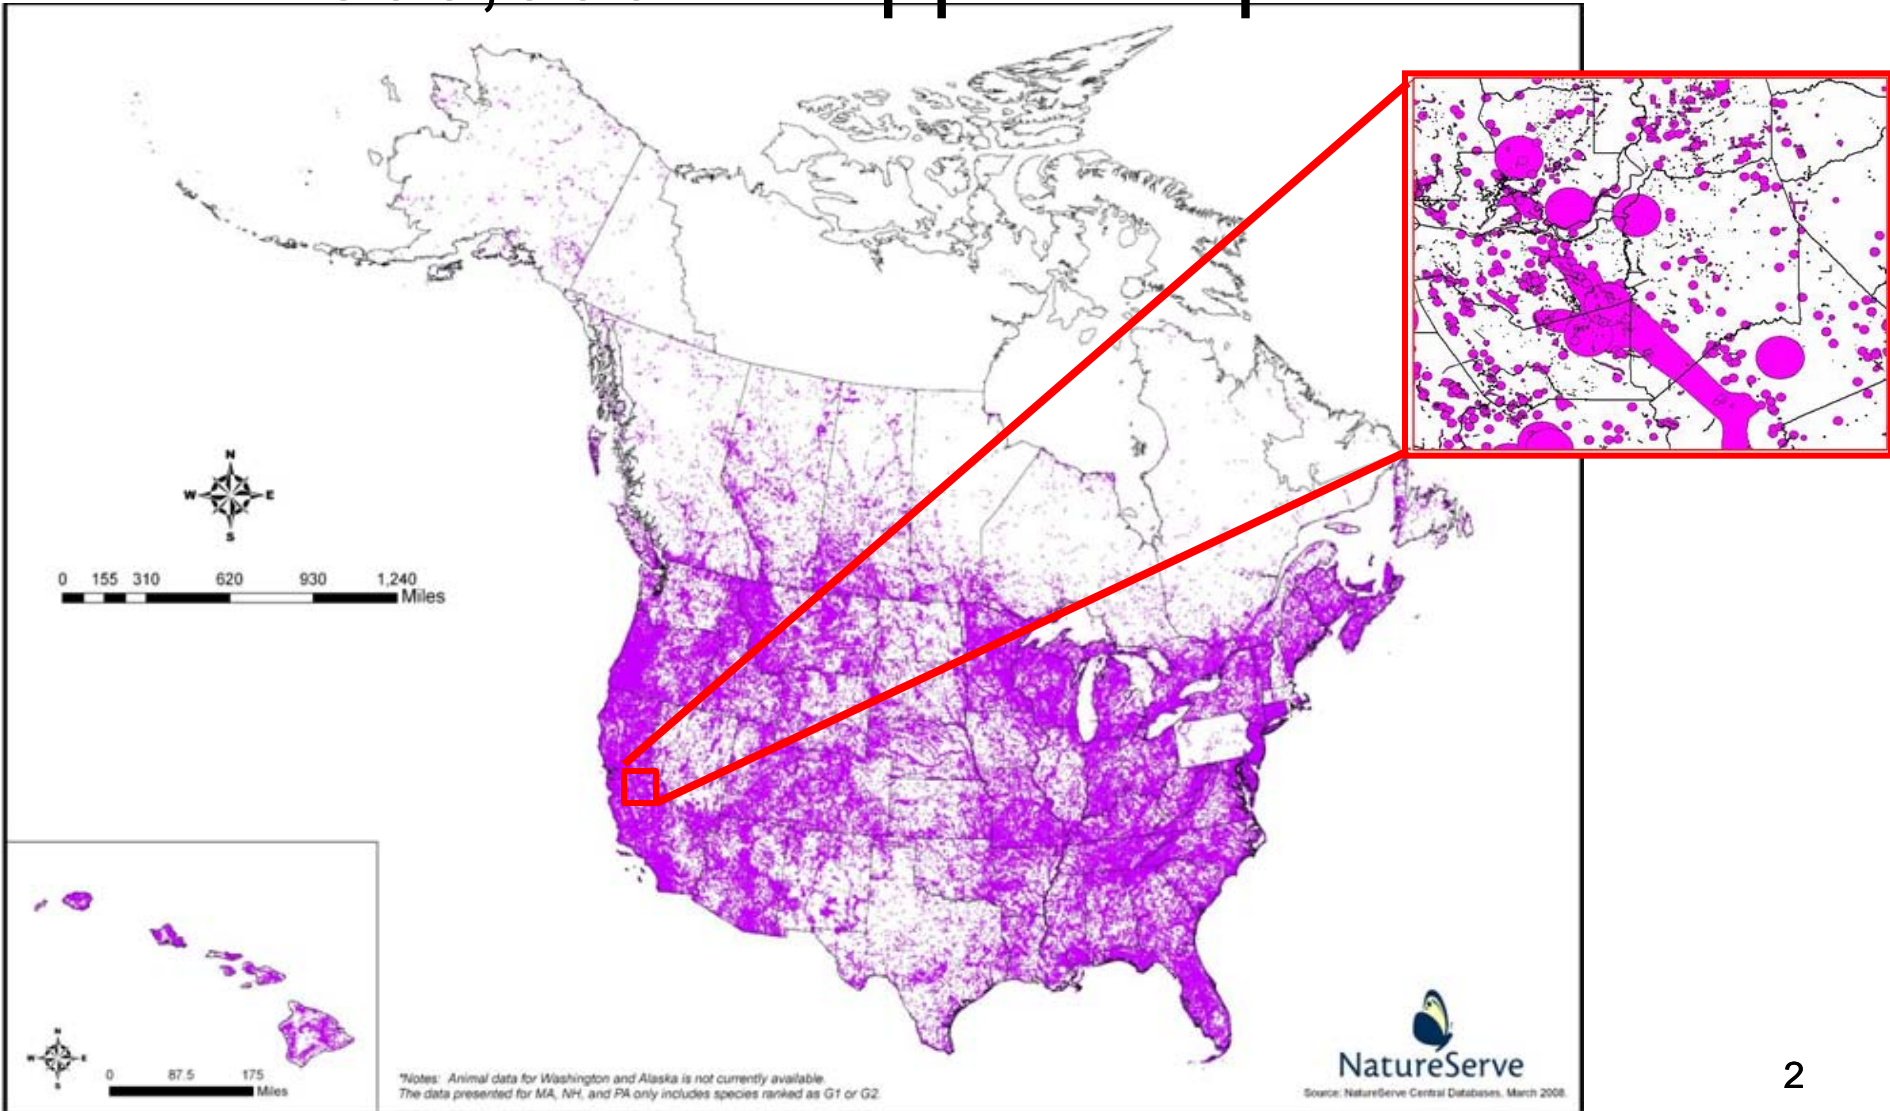 N
W E
S
0 155 310 620 930 1,240
Miles
N
W E
S
0 87.5 175
Miles
*Notes: Animal data for Washington and Alaska is not currently available.
The data presented for MA, NH, and PA only includes species ranked as G1 or G2.
NatureServe
Source: NatureServe Central Databases. March 2008.
2